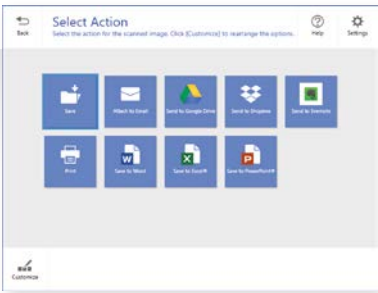 Select Action
Select the action for the scanned image. Click [Customize] to rearrange the options.
Back
Help
Settings
Save
Attach to Email
Send to Google Drive
Send to Dropbox
Send to Evernote
Print
Save to Word
Save to Excel®
Save to PowerPoint®
Customize